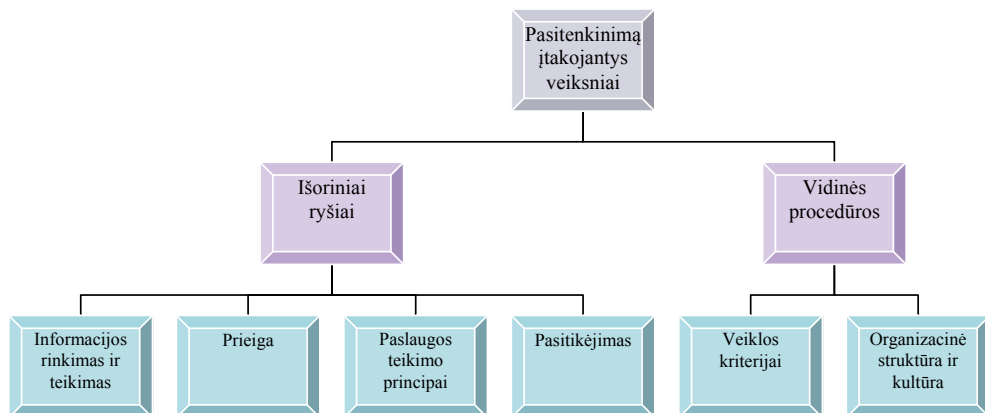 Pasitenkinimą
įtakojantys
veiksniai
Išoriniai
ryšiai
Vidinės
procedūros
Informacijos
rinkimas ir
teikimas
Prieiga
Paslaugos
teikimo
principai
Pasitikėjimas
Veiklos
kriterijai
Organizacinė
struktūra ir
kultūra